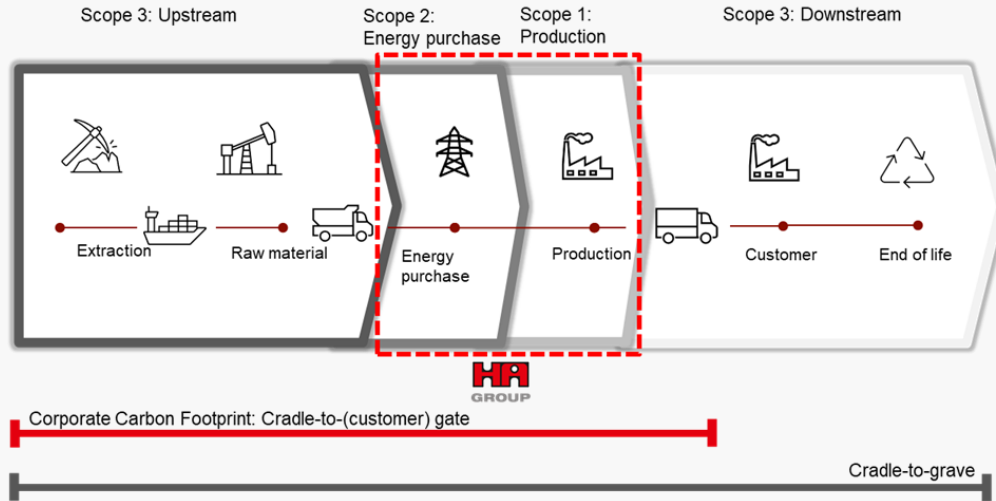 Scope 3: Upstream
Scope 2:
Energy purchase
Scope 1:
Production
Scope 3: Downstream
Extraction
Raw material
Energy
purchase
Production
Customer
End of life
HA
GROUP
Corporate Carbon Footprint: Cradle-to-(customer) gate
Cradle-to-grave